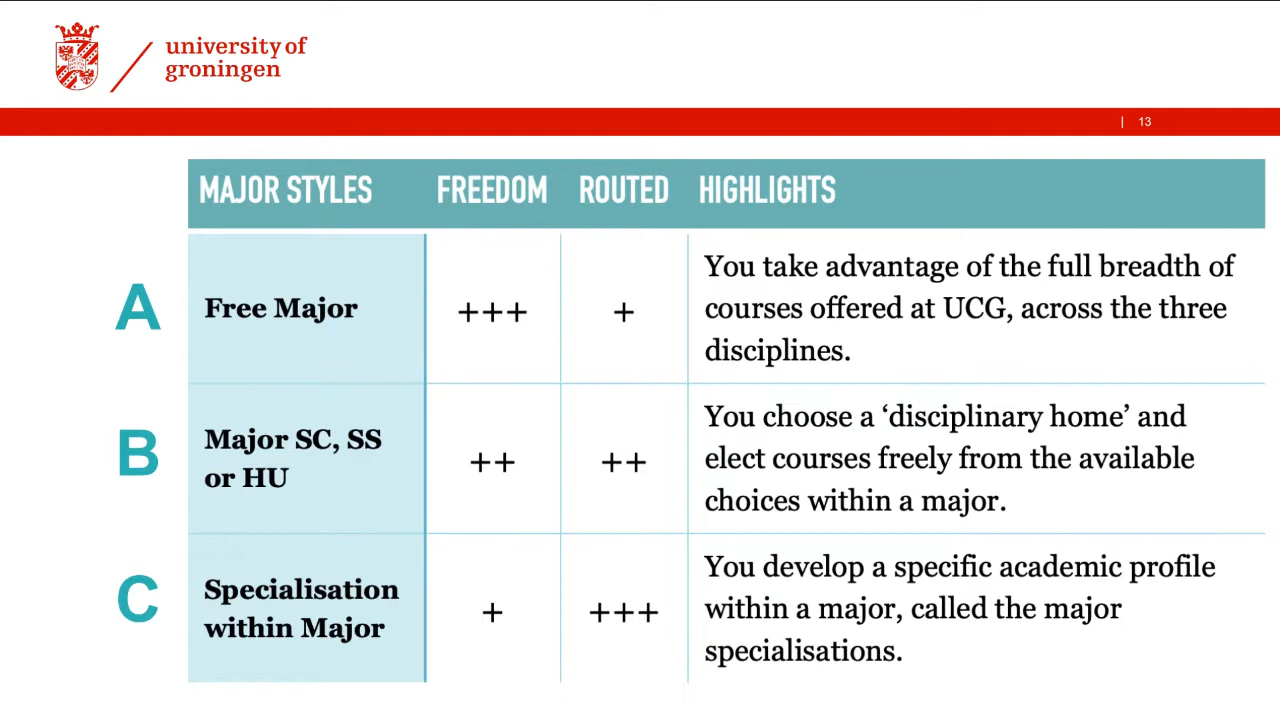 university of
groningen
| 13
MAJOR STYLES FREEDOM ROUTED HIGHLIGHTS
A
Free Major
+++
+
You take advantage of the full breadth of
courses offered at UCG, across the three
disciplines.
B
Major SC, SS
or HU
++
++
You choose a ‘disciplinary home’ and
elect courses freely from the available
choices within a major.
C
Specialisation
within Major
+
+++
You develop a specific academic profile
within a major, called the major
specialisations.